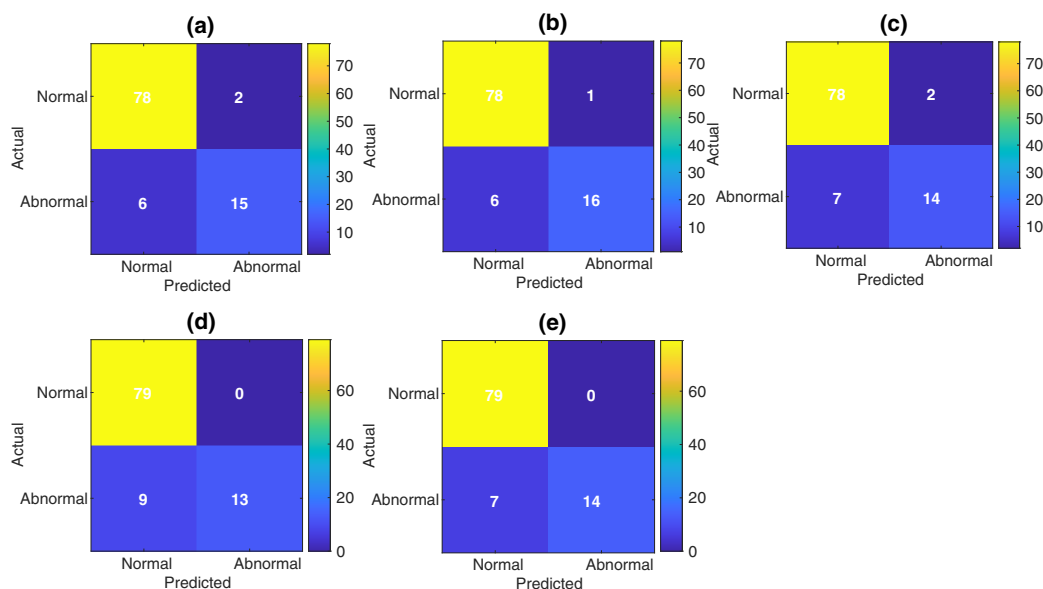 (a)
Actual
Normal
Abnormal
78
2
6
15
Normal
Abnormal
Predicted
70
60
50
40
30
20
10
(b)
Actual
Normal
Abnormal
78
1
6
16
Normal
Abnormal
Predicted
70
60
50
40
30
20
10
(c)
Actual
Normal
Abnormal
78
2
7
14
Normal
Abnormal
Predicted
70
60
50
40
30
20
10
(d)
Actual
Normal
Abnormal
79
0
9
13
Normal
Abnormal
Predicted
60
40
20
0
(e)
Actual
Normal
Abnormal
79
0
7
14
Normal
Abnormal
Predicted
60
40
20
0